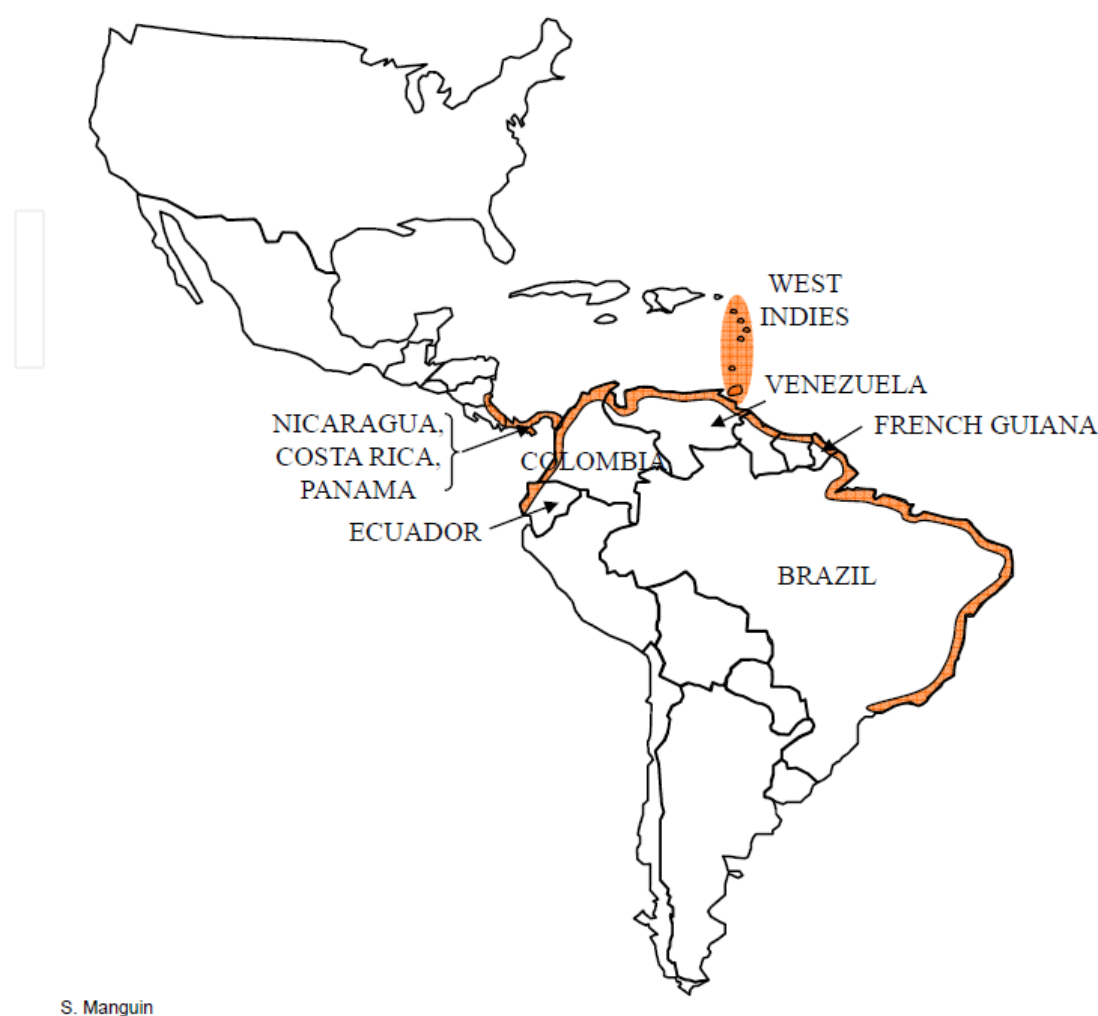 WEST
INDIES
VENEZUELA
FRENCH GUIANA
NICARAGUA,
COSTA RICA,
PANAMA
COLOMBIA
ECUADOR
BRAZIL
S. Manguin